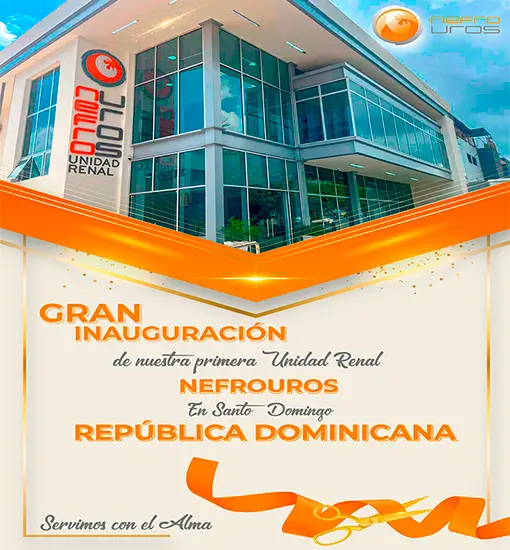 nefro
uros
nefro
uros
UNIDAD
RENAL
GRAN
INAUGURACIÓN
de nuestra primera Unidad Renal
NEFROUROS
En Santo Domingo
REPÚBLICA DOMINICANA
Servimos con el Alma